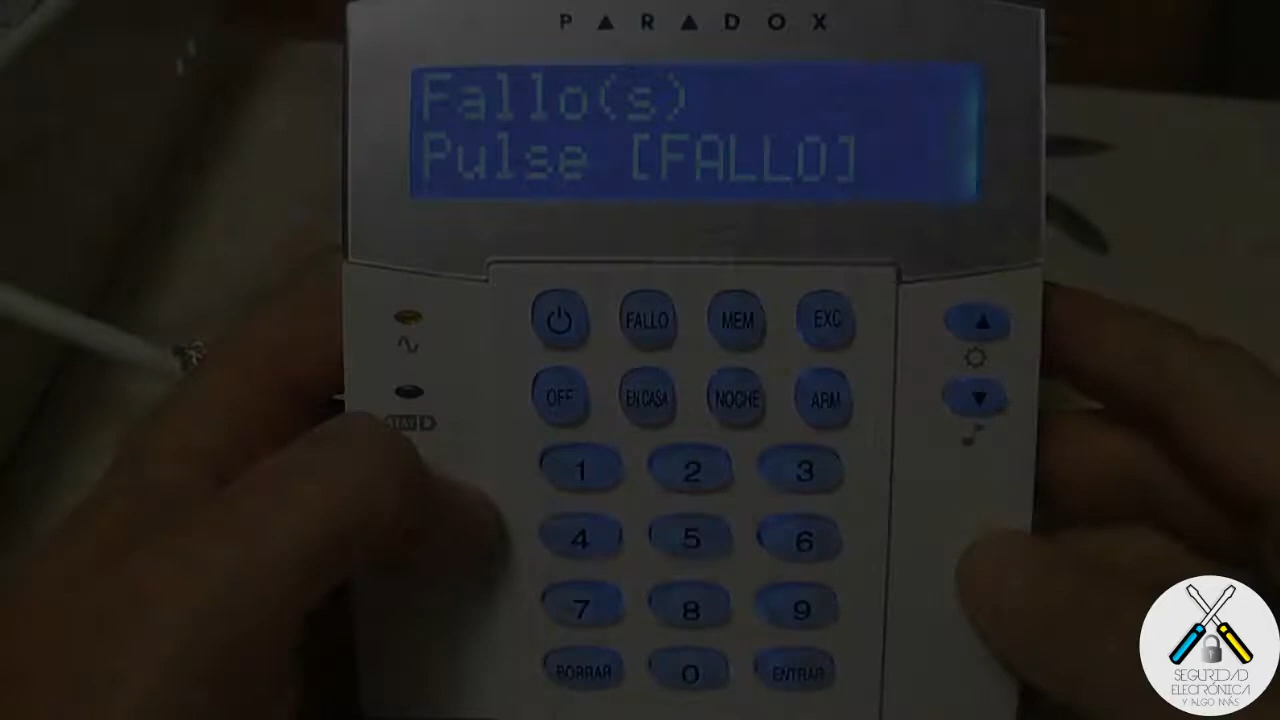 PARADOX
Fallo(s)
Pulse [FALLO]
FALLO MEM EXC
OFF EN CASA NOCHE ARM
STAY D
1 2 3
4 5 6
7 8 9
BORRAR 0 ENTRAR
SEGURIDAD
ELECTRÓNICA
Y ALGO MÁS